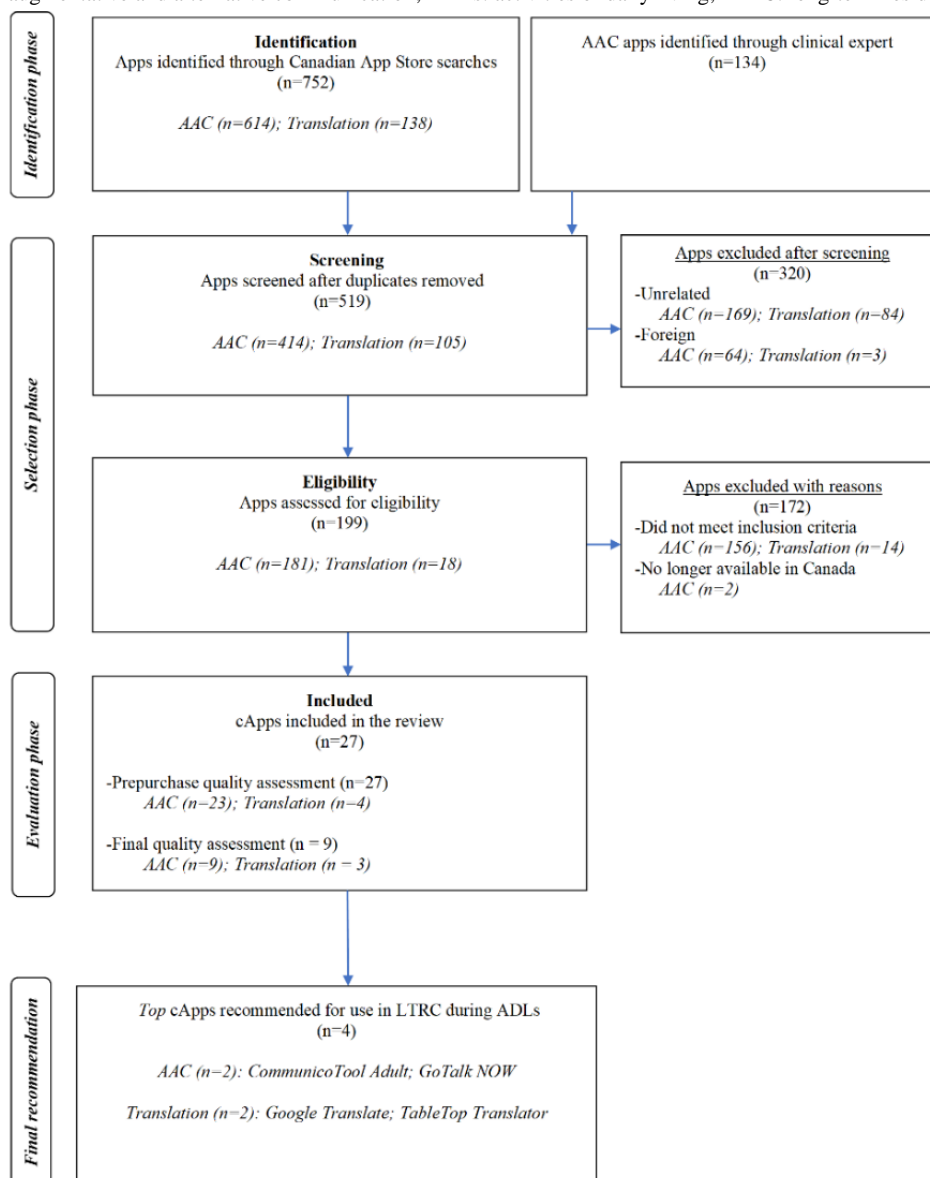 Identification phase
Identification
Apps identified through Canadian App Store searches
(n=752)
AAC (n=614); Translation (n=138)
AAC apps identified through clinical expert
(n=134)
Selection phase
Screening
Apps screened after duplicates removed
(n=519)
AAC (n=414); Translation (n=105)
Apps excluded after screening
(n=320)
-Unrelated
AAC (n=169); Translation (n=84)
-Foreign
AAC (n=64); Translation (n=3)
Eligibility
Apps assessed for eligibility
(n=199)
AAC (n=181); Translation (n=18)
Apps excluded with reasons
(n=172)
-Did not meet inclusion criteria
AAC (n=156); Translation (n=14)
-No longer available in Canada
AAC (n=2)
Evaluation phase
Included
cApps included in the review
(n=27)
-Prepurchase quality assessment (n=27)
AAC (n=23); Translation (n=4)
-Final quality assessment (n = 9)
AAC (n=9); Translation (n = 3)
Final recommendation
Top cApps recommended for use in LTRC during ADLs
(n=4)
AAC (n=2): CommunicoTool Adult; GoTalk NOW
Translation (n=2): Google Translate; TableTop Translator